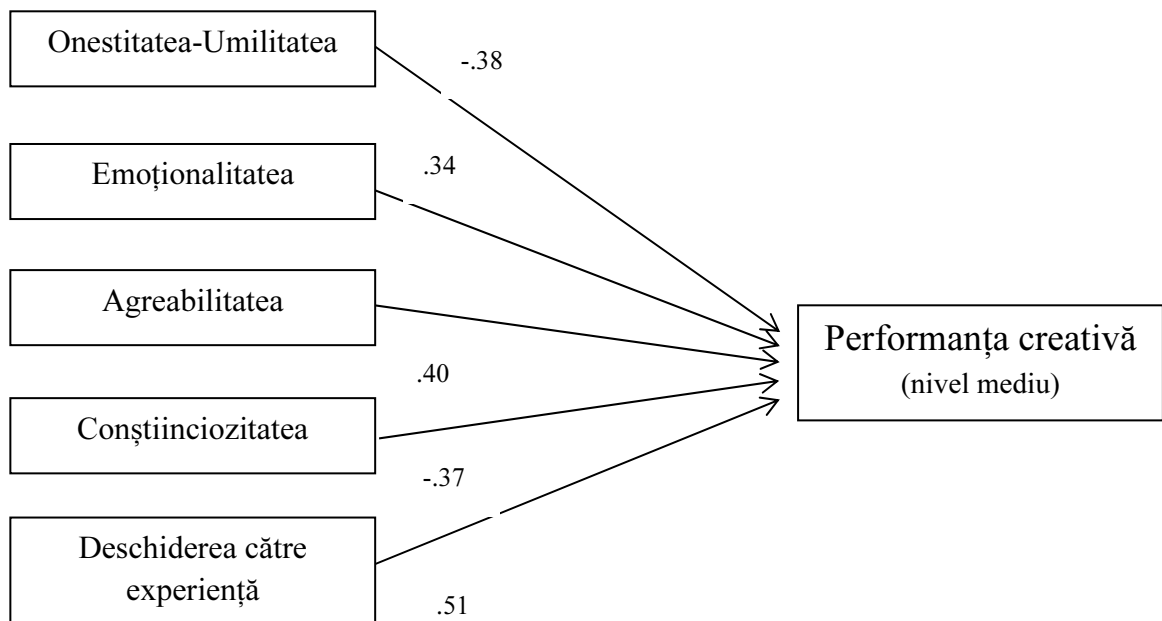 Onestitatea-Umilitatea
-.38
Emoționalitatea
.34
Agreabilitatea
Performanța creativă
(nivel mediu)
.40
Conștiinciozitatea
-.37
Deschiderea către
experiență
.51